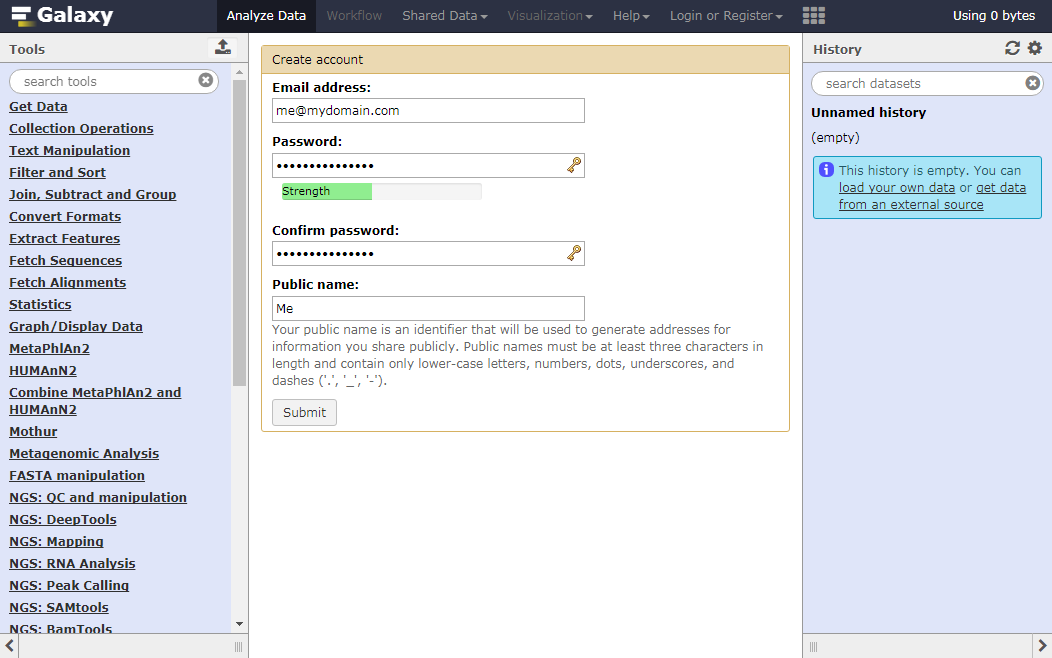 Galaxy
Analyze Data
Workflow
Shared Data
Visualization
Help
Login or Register
Using 0 bytes
Tools
search tools
Get Data
Collection Operations
Text Manipulation
Filter and Sort
Join, Subtract and Group
Convert Formats
Extract Features
Fetch Sequences
Fetch Alignments
Statistics
Graph/Display Data
MetaPhlAn2
HUMAnN2
Combine MetaPhlAn2 and
HUMAnN2
Mothur
Metagenomic Analysis
FASTA manipulation
NGS: QC and manipulation
NGS: DeepTools
NGS: Mapping
NGS: RNA Analysis
NGS: Peak Calling
NGS: SAMtools
NGS: BamTools
Create account
Email address:
me@mydomain.com
Password:
•••••••••••••••
Strength
Confirm password:
•••••••••••••••
Public name:
Me
Your public name is an identifier that will be used to generate addresses for
information you share publicly. Public names must be at least three characters in
length and contain only lower-case letters, numbers, dots, underscores, and
dashes ('.', '_', '-').
Submit
History
search datasets
Unnamed history
(empty)
This history is empty. You can
load your own data or get data
from an external source